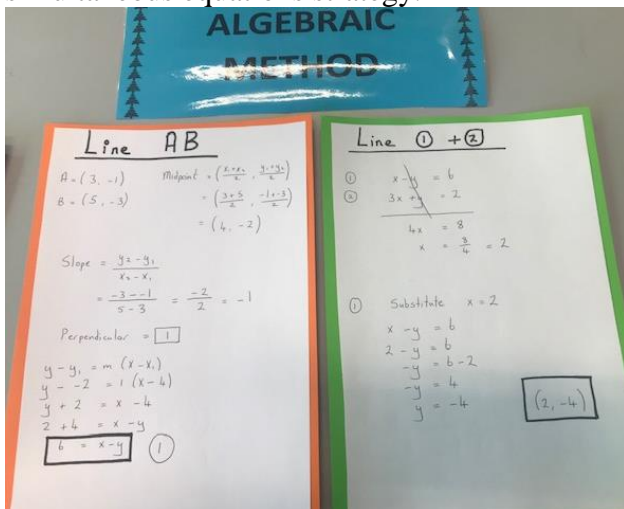 simultaneous equations strategy.
ALGEBRAIC
METHOD
Line AB
A = (3, -1)
B = (5, -3)
Midpoint = (x₁+x₂/2, y₁+y₂/2)
= (3+5/2, -1+-3/2)
= (4, -2)
Slope = y₂-y₁/x₂-x₁
= -3--1/5-3 = -2/2 = -1
Perpendicular = 1
y - y₁ = m (x-x₁)
y - -2 = 1 (x-4)
y + 2 = x - 4
2 + 4 = x - y
6 = x-y ①
Line ① + ②
① x - y = 6
② 3x + y = 2
4x = 8
x = 8/4 = 2
① Substitute x = 2
x - y = 6
2 - y = 6
-y = 6 - 2
-y = 4
y = -4
(2, -4)